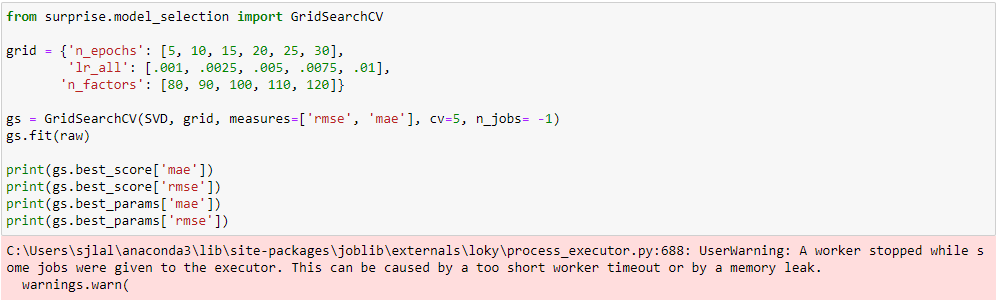 from surprise.model_selection import GridSearchCV
grid = {'n_epochs': [5, 10, 15, 20, 25, 30],
'lr_all': [.001, .0025, .005, .0075, .01],
'n_factors': [80, 90, 100, 110, 120]}
gs = GridSearchCV(SVD, grid, measures=['rmse', 'mae'], cv=5, n_jobs= -1)
gs.fit(raw)
print(gs.best_score['mae'])
print(gs.best_score['rmse'])
print(gs.best_params['mae'])
print(gs.best_params['rmse'])
C:\Users\sjlal\anaconda3\lib\site-packages\joblib\externals\loky\process_executor.py:688: UserWarning: A worker stopped while s
ome jobs were given to the executor. This can be caused by a too short worker timeout or by a memory leak.
warnings.warn(